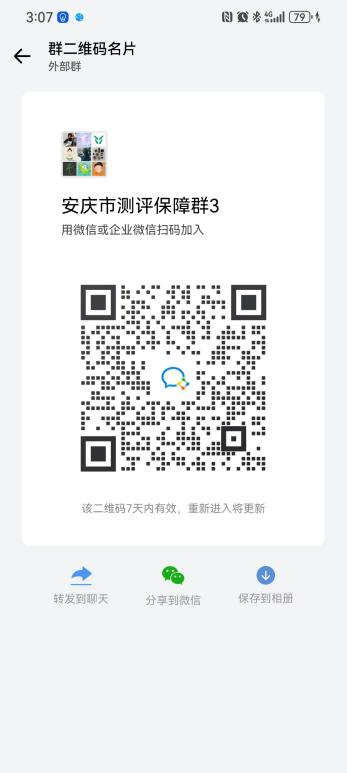 3:07
4G
79
群二维码名片
外部群
安庆市测评保障群3
用微信或企业微信扫码加入
该二维码7天内有效，重新进入将更新
转发到聊天
分享到微信
保存到相册